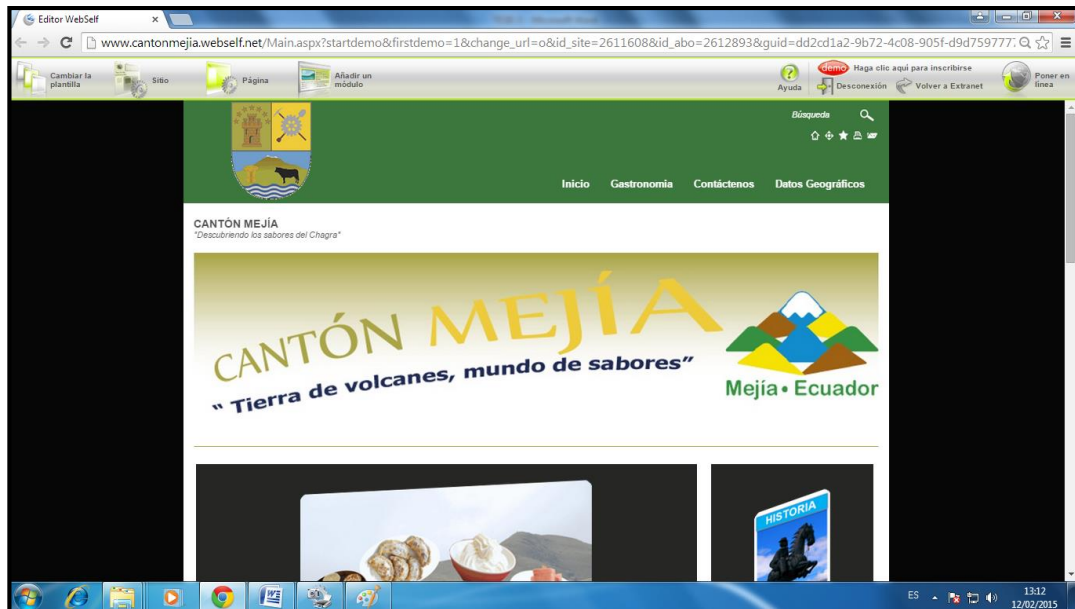 Editor WebSelf
www.cantonmejia.webself.net/Main.aspx?startdemo&firstdemo=1&change_url=o&id_site=2611608&id_abo=2612893&guid=dd2cd1a2-9b72-4c08-905f-d9d759777
Cambiar la plantilla
Sitio
Página
Añadir un módulo
Ayuda
demo Haga clic aquí para inscribirse
Desconexión Volver a Extranet
Poner en línea
Búsqueda
Inicio Gastronomía Contáctenos Datos Geográficos
CANTÓN MEJÍA
"Descubriendo los sabores del Chagra"
CANTÓN MEJÍA
“Tierra de volcanes, mundo de sabores”
Mejía • Ecuador
HISTORIA
ES
13:12
12/02/2015